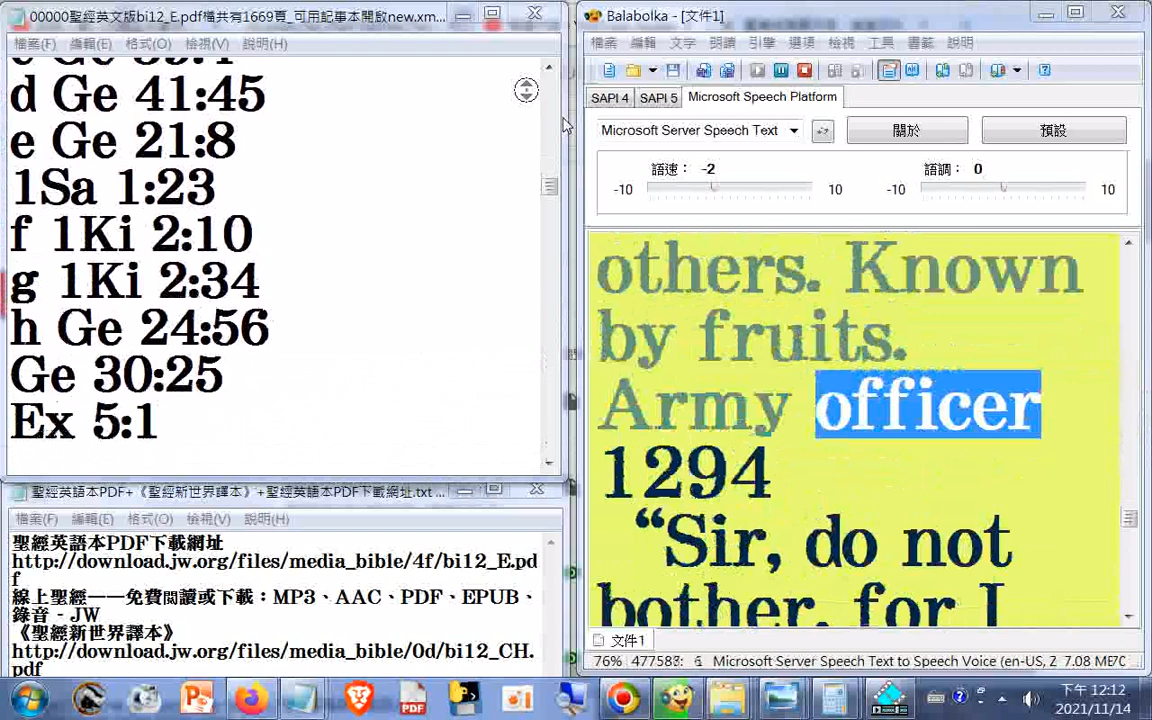 00000聖經英文版bi12_E.pdf檔共有1669頁_可用記事本開啟new.xm...
檔案(F) 編輯(E) 格式(O) 檢視(V) 說明(H)
d Ge 41:45
e Ge 21:8
1Sa 1:23
f 1Ki 2:10
g 1Ki 2:34
h Ge 24:56
Ge 30:25
Ex 5:1
聖經英語本PDF+《聖經新世界譯本》+聖經英語本PDF下載網址.txt ...
檔案(F) 編輯(E) 格式(O) 檢視(V) 說明(H)
聖經英語本PDF下載網址
http://download.jw.org/files/media_bible/4f/bi12_E.pd
f
線上聖經——免費閱讀或下載：MP3、AAC、PDF、EPUB、
錄音 - JW
《聖經新世界譯本》
http://download.jw.org/files/media_bible/0d/bi12_CH.
pdf
Balabolka - [文件1]
檔案 編輯 文字 朗讀 引擎 選項 檢視 工具 書籤 說明
SAPI 4 SAPI 5 Microsoft Speech Platform
Microsoft Server Speech Text 關於 預設
語速： -2 語調： 0
-10 10 -10 10
others. Known
by fruits.
Army officer
1294
“Sir, do not
bother, for I
文件1
76% Microsoft Server Speech Text to Speech Voice (en-US, 2 7.08 ME
PDF
下午 12:12
2021/11/14